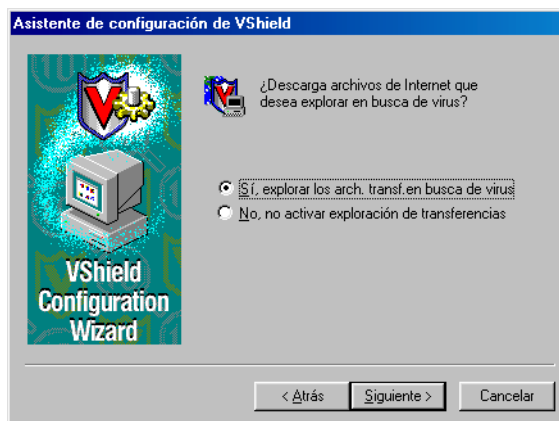 Asistente de configuración de VShield
¿Descarga archivos de Internet que
desea explorar en busca de virus?
Sí, explorar los arch. transf.en busca de virus
No, no activar exploración de transferencias
VShield
Configuration
Wizard
< Atrás
Siguiente >
Cancelar